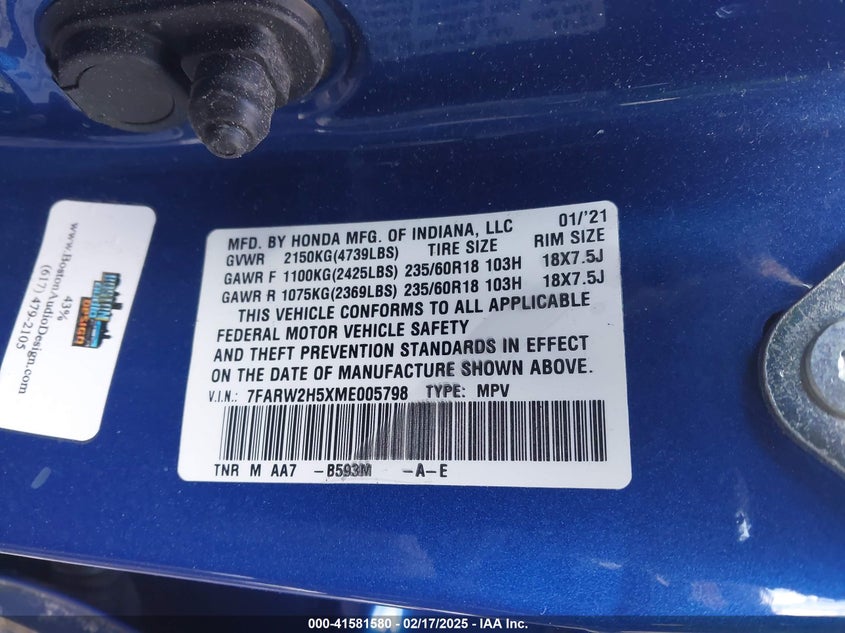 MFD. BY HONDA MFG. OF INDIANA, LLC 01/'21
GVWR 2150KG(4739LBS) TIRE SIZE RIM SIZE
GAWR F 1100KG(2425LBS) 235/60R18 103H 18X7.5J
GAWR R 1075KG(2369LBS) 235/60R18 103H 18X7.5J
THIS VEHICLE CONFORMS TO ALL APPLICABLE
FEDERAL MOTOR VEHICLE SAFETY
AND THEFT PREVENTION STANDARDS IN EFFECT
ON THE DATE OF MANUFACTURE SHOWN ABOVE.
V.I.N.: 7FARW2H5XME005798 TYPE: MPV
TNR M AA7 -B593M -A-E
43%
www.BostonAudioDesign.com
(617) 479-2105
000-41581580 - 02/17/2025 - IAA Inc.